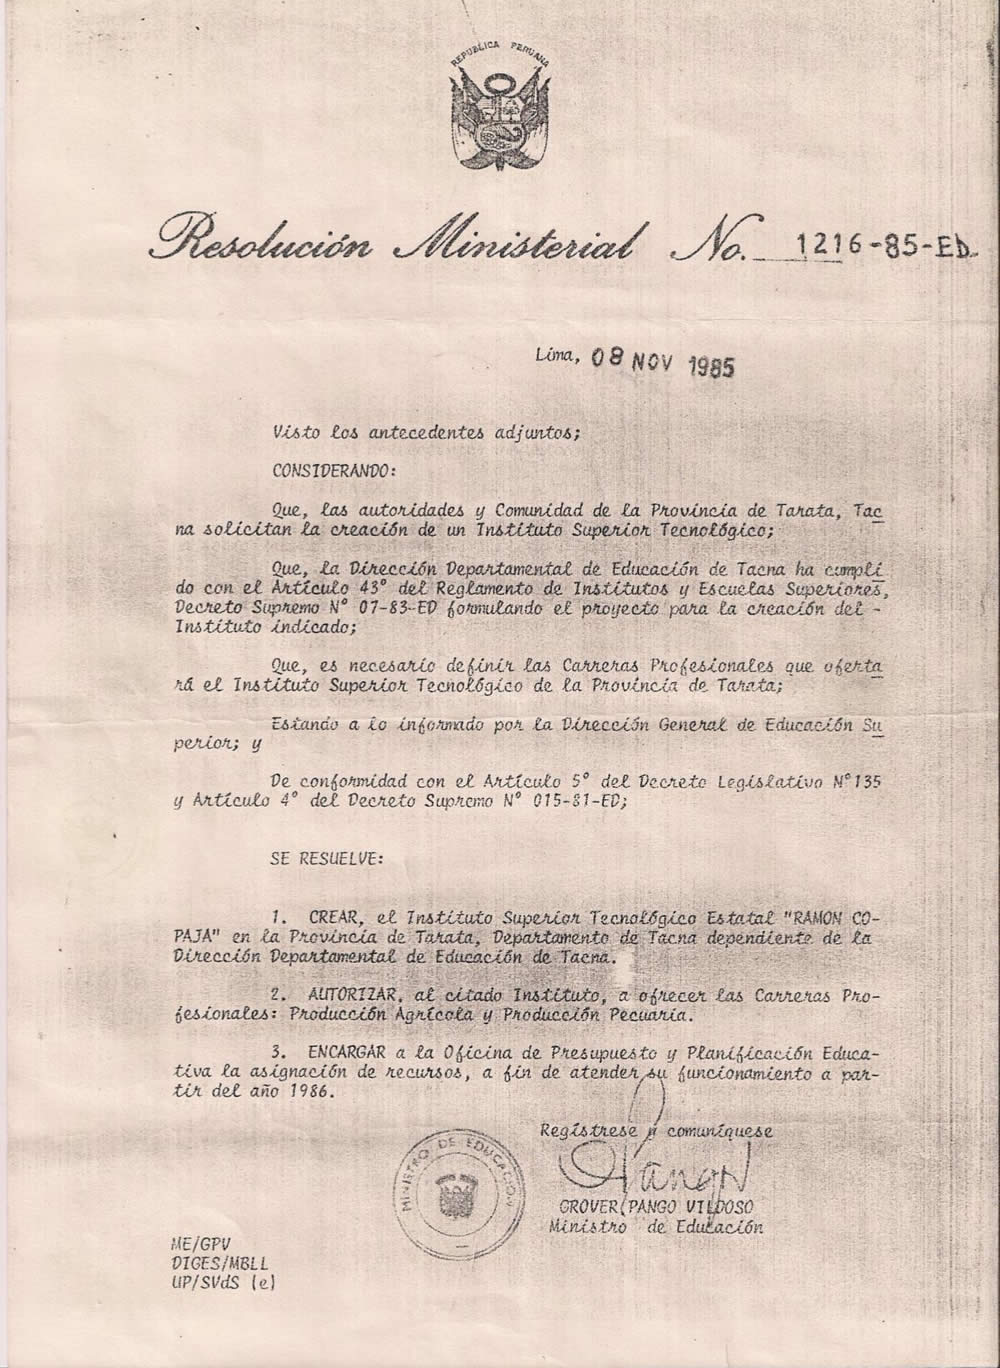 REPUBLICA PERUANA
Resolución Ministerial No. 1216-85-ED.
Lima, 08 NOV 1985
Visto los antecedentes adjuntos;
CONSIDERANDO:
Que, las autoridades y Comunidad de la Provincia de Tarata, Tac
na solicitan la creación de un Instituto Superior Tecnológico;
Que, la Dirección Departamental de Educación de Tacna ha cumpli
do con el Artículo 43° del Reglamento de Institutos y Escuelas Superiores,
Decreto Supremo N° 07-83-ED formulando el proyecto para la creación del -
Instituto indicado;
Que, es necesario definir las Carreras Profesionales que oferta
rá el Instituto Superior Tecnológico de la Provincia de Tarata;
Estando a lo informado por la Dirección General de Educación Su
perior; y
De conformidad con el Artículo 5° del Decreto Legislativo N°135
y Artículo 4° del Decreto Supremo N° 015-81-ED;
SE RESUELVE:
1. CREAR, el Instituto Superior Tecnológico Estatal "RAMON CO-
PAJA" en la Provincia de Tarata, Departamento de Tacna dependiente de la
Dirección Departamental de Educación de Tacna.
2. AUTORIZAR, al citado Instituto, a ofrecer las Carreras Pro-
fesionales: Producción Agrícola y Producción Pecuaria.
3. ENCARGAR a la Oficina de Presupuesto y Planificación Educa-
tiva la asignación de recursos, a fin de atender su funcionamiento a par-
tir del año 1986.
Regístrese y comuníquese
MINISTRO DE EDUCACION
GROVER PANGO VILDOSO
Ministro de Educación
ME/GPV
DIGES/MBLL
UP/SVdS (e)